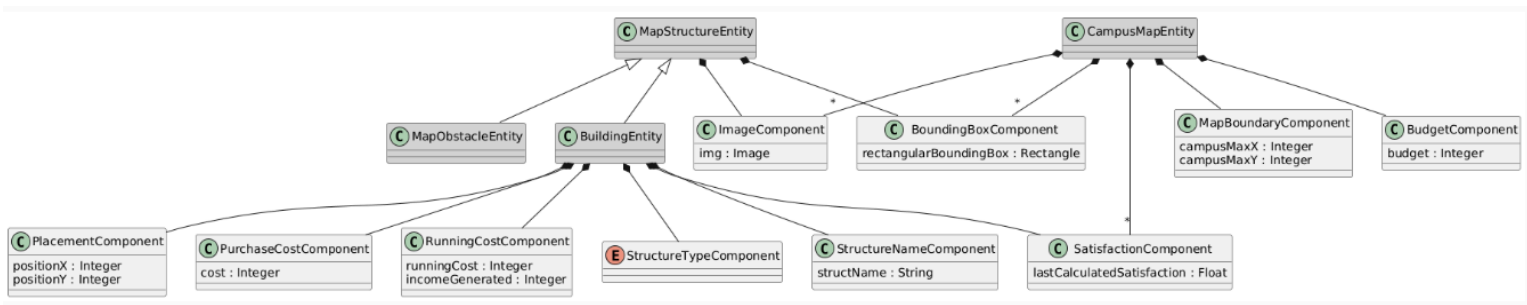 C MapStructureEntity
C CampusMapEntity
*
*
C MapObstacleEntity
C BuildingEntity
C ImageComponent
img : Image
C BoundingBoxComponent
rectangularBoundingBox : Rectangle
C MapBoundaryComponent
campusMaxX : Integer
campusMaxY : Integer
C BudgetComponent
budget : Integer
*
C PlacementComponent
positionX : Integer
positionY : Integer
C PurchaseCostComponent
cost : Integer
C RunningCostComponent
runningCost : Integer
incomeGenerated : Integer
E StructureTypeComponent
C StructureNameComponent
structName : String
C SatisfactionComponent
lastCalculatedSatisfaction : Float